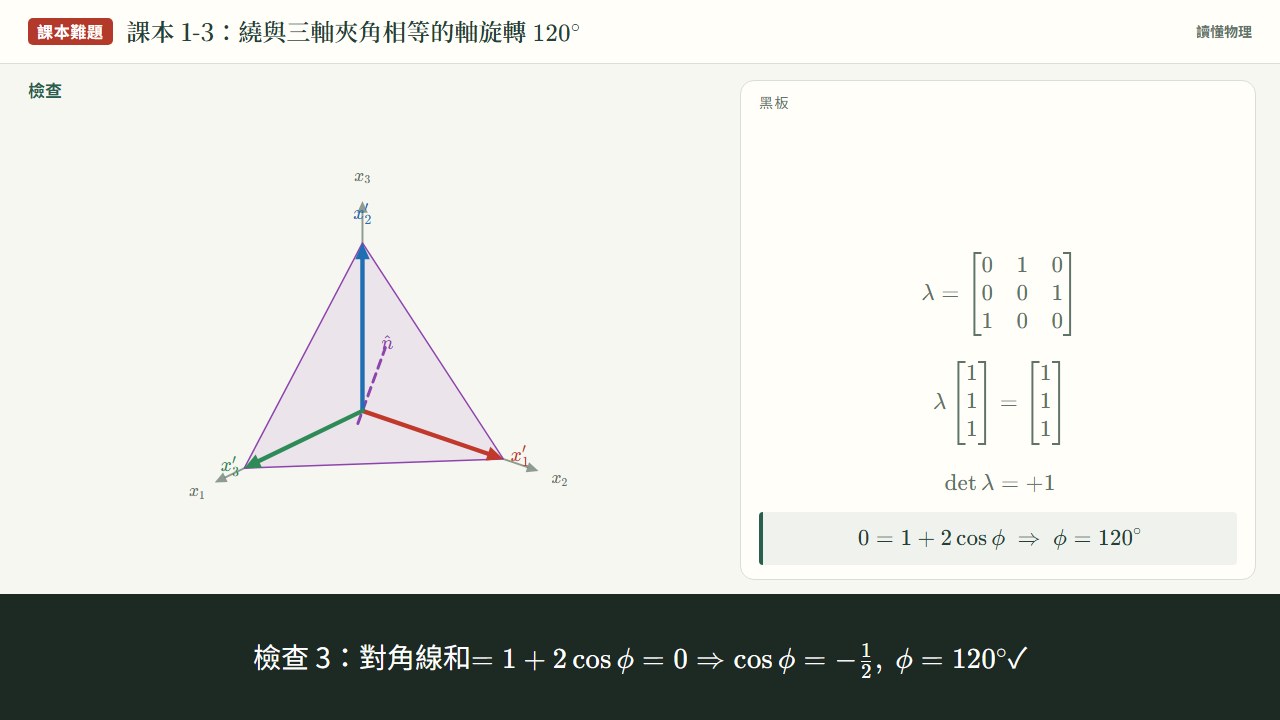 課本難題 課本 1-3：繞與三軸夾角相等的軸旋轉 120°
讀懂物理
檢查
黑板
x₃
x′₂
n̂
x′₃
x′₁
x₁
x₂
λ = [0 1 0
0 0 1
1 0 0]
λ [1 1 1] = [1 1 1]
det λ = +1
0 = 1 + 2 cos ϕ ⇒ ϕ = 120°
檢查 3：對角線和= 1 + 2 cos ϕ = 0 ⇒ cos ϕ = −1/2, ϕ = 120°✓